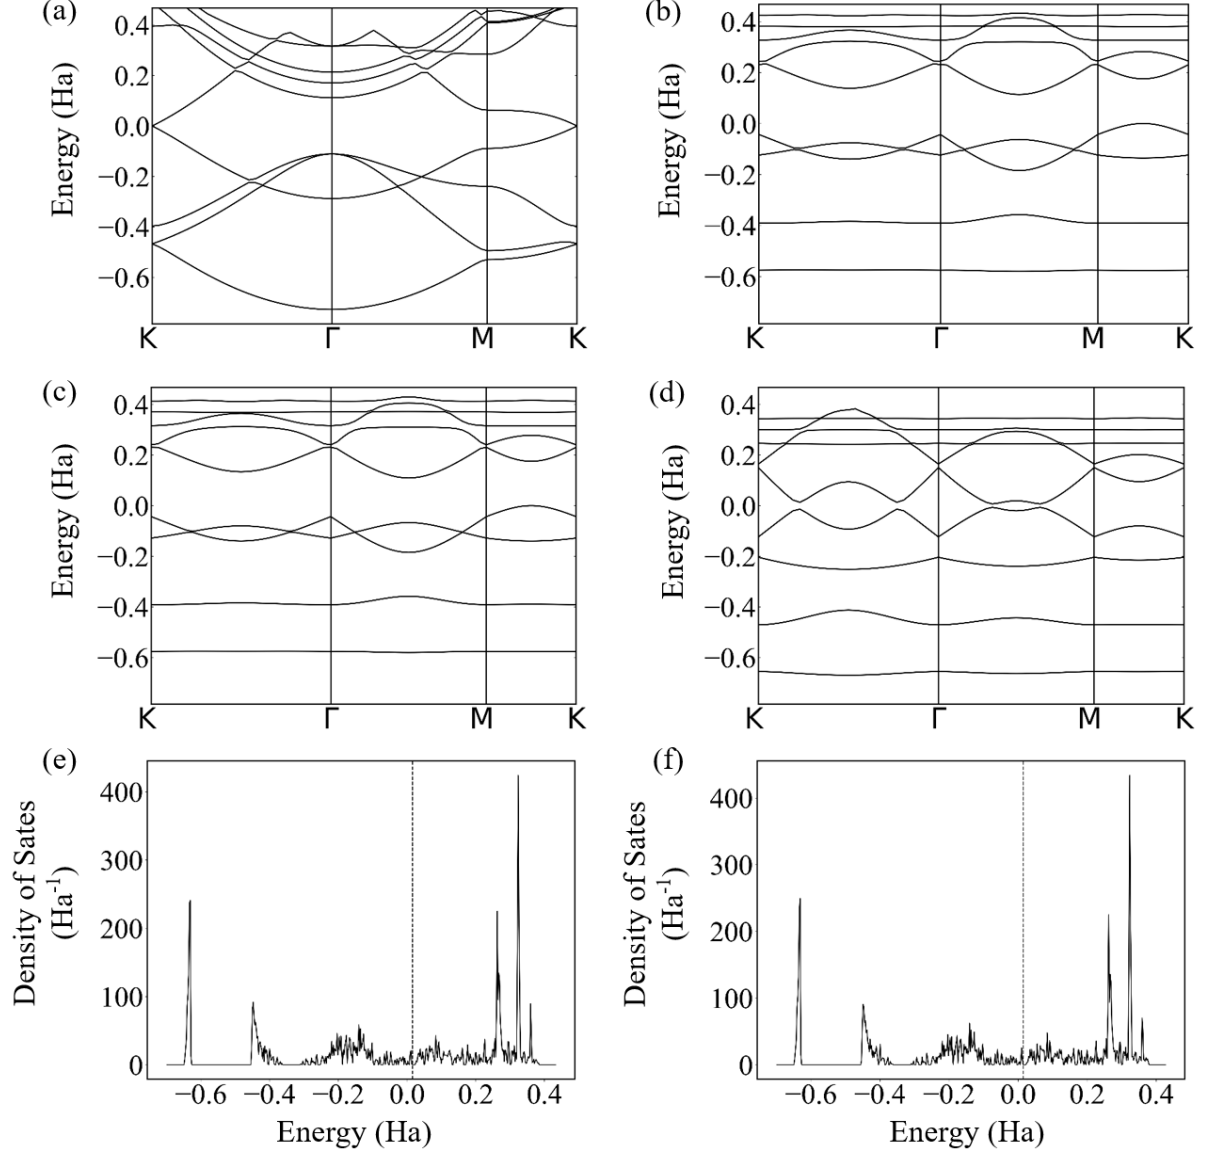 (a)
Energy (Ha)
0.4
0.2
0.0
−0.2
−0.4
−0.6
K Γ M K
(b)
Energy (Ha)
0.4
0.2
0.0
−0.2
−0.4
−0.6
K Γ M K
(c)
Energy (Ha)
0.4
0.2
0.0
−0.2
−0.4
−0.6
K Γ M K
(d)
Energy (Ha)
0.4
0.2
0.0
−0.2
−0.4
−0.6
K Γ M K
(e)
Density of Sates
(Ha⁻¹)
400
300
200
100
0
−0.6 −0.4 −0.2 0.0 0.2 0.4
Energy (Ha)
(f)
Density of Sates
(Ha⁻¹)
400
300
200
100
0
−0.6 −0.4 −0.2 0.0 0.2 0.4
Energy (Ha)